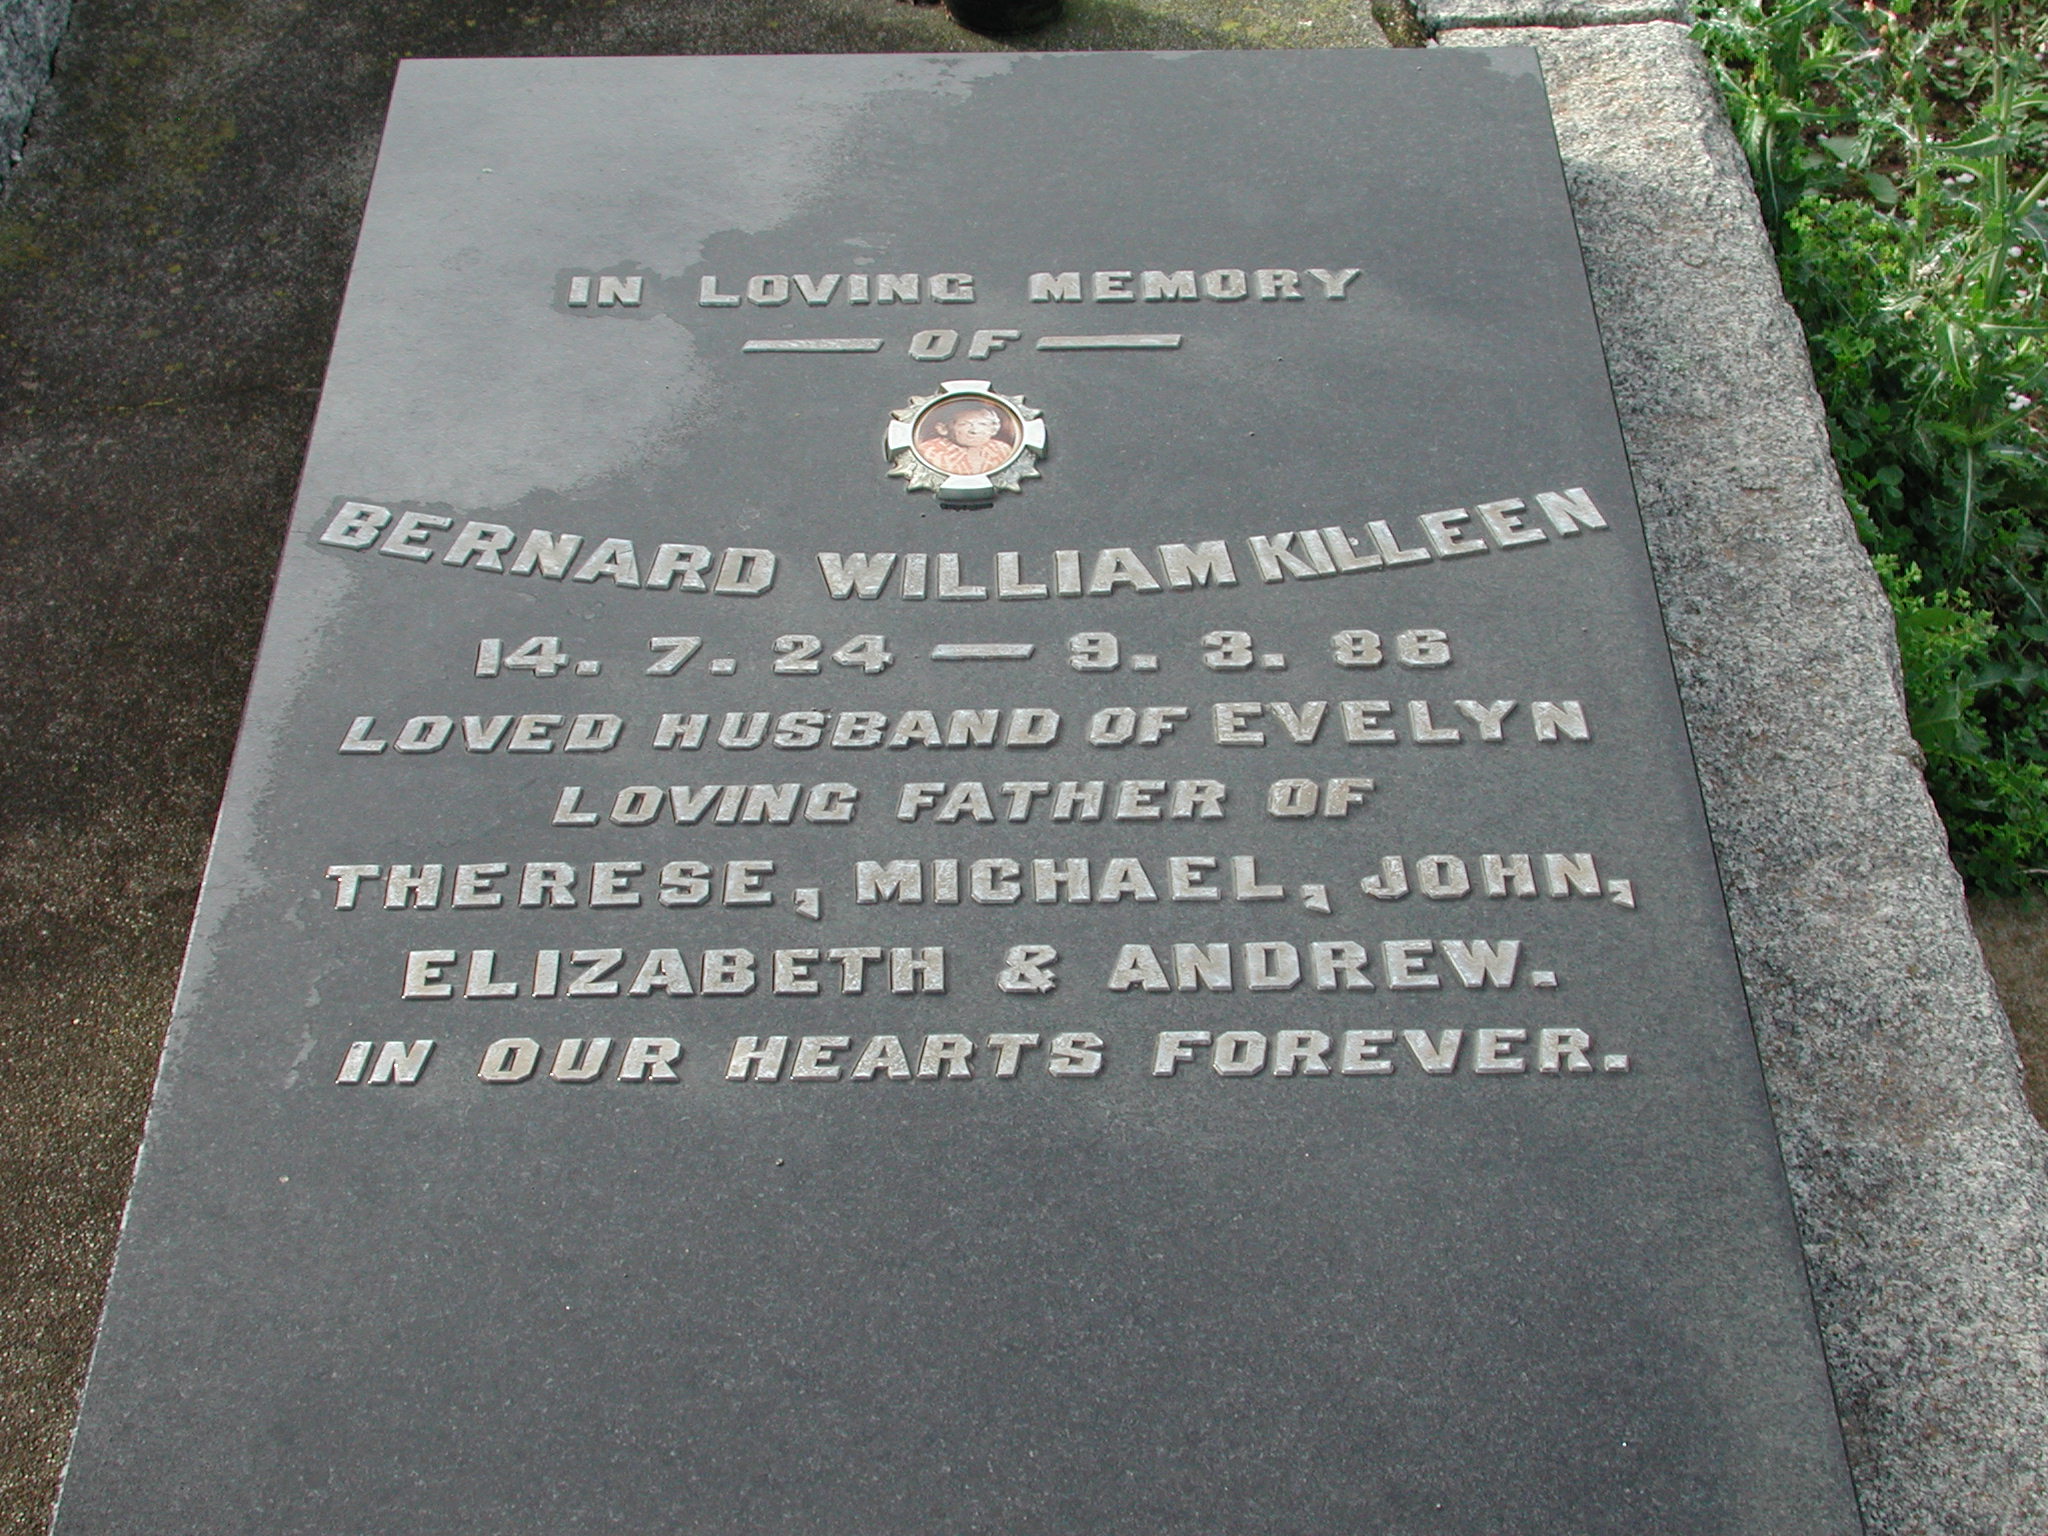 IN LOVING MEMORY
— OF —
BERNARD WILLIAM KILLEEN
14. 7. 24 — 9. 3. 86
LOVED HUSBAND OF EVELYN
LOVING FATHER OF
THERESE, MICHAEL, JOHN,
ELIZABETH & ANDREW.
IN OUR HEARTS FOREVER.